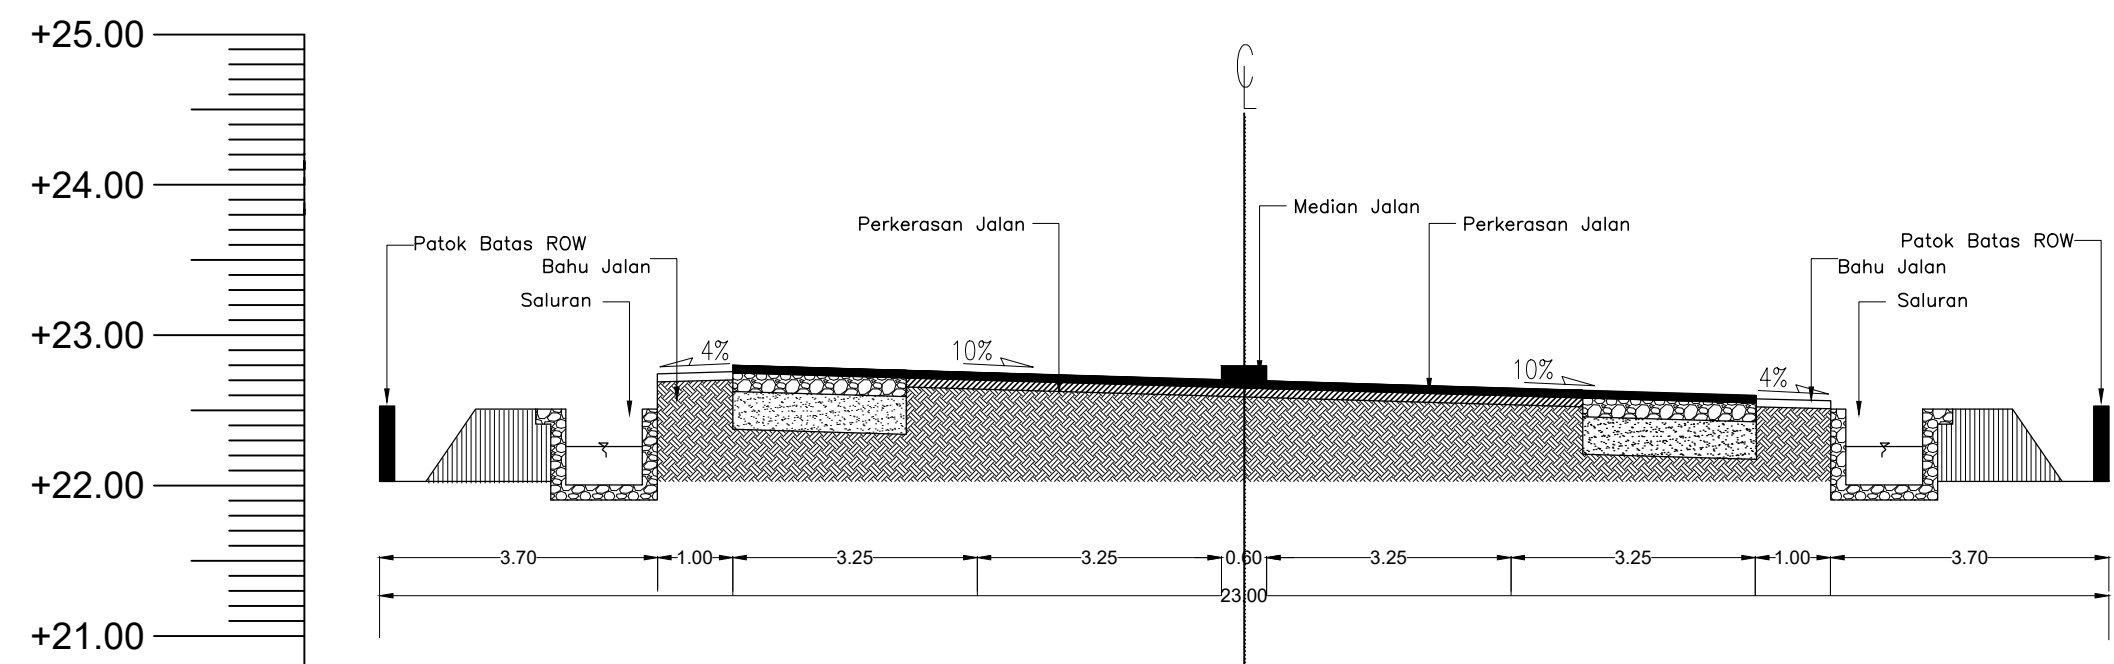 +25.00
+24.00
+23.00
+22.00
+21.00
CL
Median Jalan
Perkerasan Jalan
Perkerasan Jalan
Patok Batas ROW
Patok Batas ROW
Bahu Jalan
Bahu Jalan
Saluran
Saluran
4%
10%
10%
4%
3.70
1.00
3.25
3.25
0.60
3.25
3.25
1.00
3.70
23.00